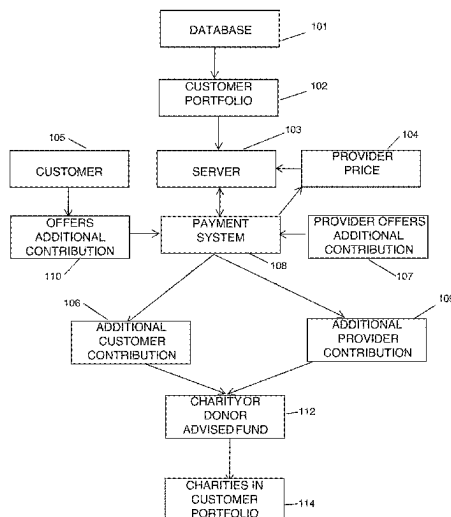 DATABASE
101
CUSTOMER
PORTFOLIO
102
105
103
104
CUSTOMER
SERVER
PROVIDER
PRICE
OFFERS
ADDITIONAL
CONTRIBUTION
110
PAYMENT
SYSTEM
108
PROVIDER OFFERS
ADDITIONAL
CONTRIBUTION
107
106
ADDITIONAL
CUSTOMER
CONTRIBUTION
ADDITIONAL
PROVIDER
CONTRIBUTION
CHARITY OR
DONOR
ADVISED FUND
112
CHARITIES IN
CUSTOMER
PORTFOLIO
114